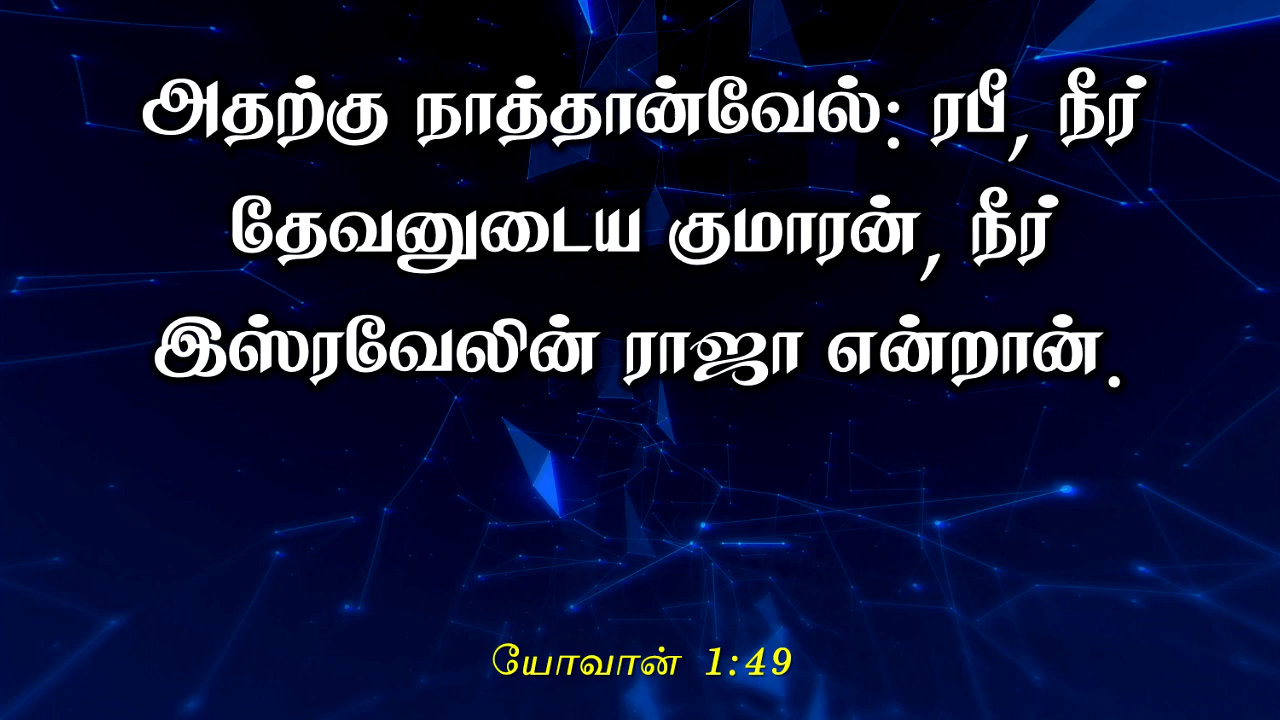 அதற்கு நாத்தான்வேல்: ரபீ, நீர்
தேவனுடைய குமாரன், நீர்
இஸ்ரவேலின் ராஜா என்றான்.
யோவான் 1:49